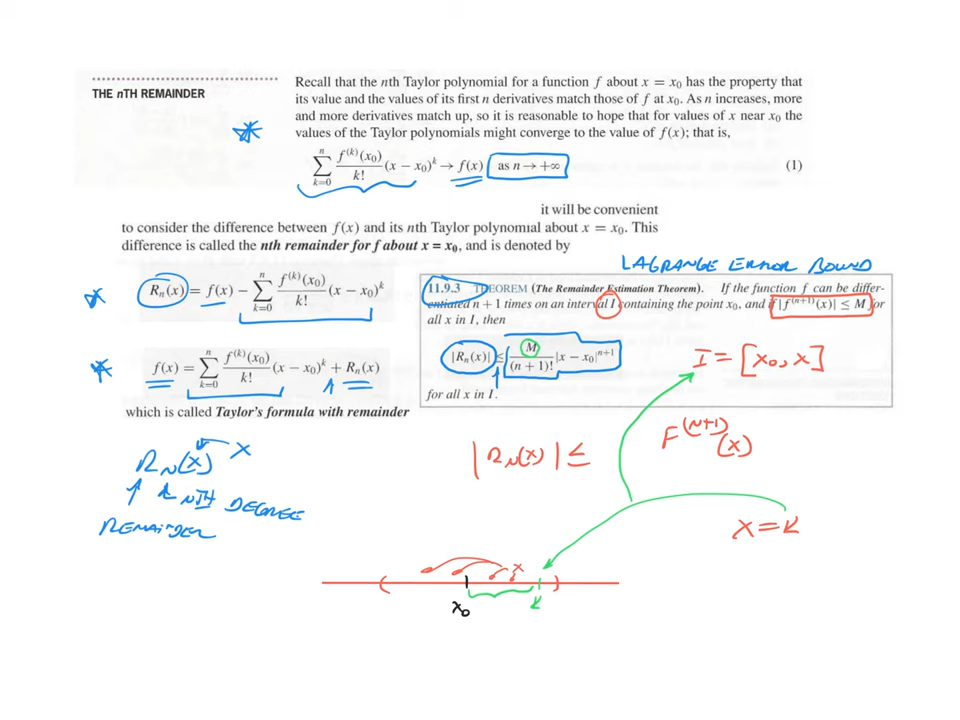 THE nTH REMAINDER
Recall that the nth Taylor polynomial for a function f about x = x₀ has the property that
its value and the values of its first n derivatives match those of f at x₀. As n increases, more
and more derivatives match up, so it is reasonable to hope that for values of x near x₀ the
values of the Taylor polynomials might converge to the value of f(x); that is,
∑_{k=0}^{n} f^{(k)}(x₀)/k! (x − x₀)^k → f(x) as n → +∞ (1)
it will be convenient
to consider the difference between f(x) and its nth Taylor polynomial about x = x₀. This
difference is called the nth remainder for f about x = x₀, and is denoted by
R_n(x) = f(x) − ∑_{k=0}^{n} f^{(k)}(x₀)/k! (x − x₀)^k
f(x) = ∑_{k=0}^{n} f^{(k)}(x₀)/k! (x − x₀)^k + R_n(x)
which is called Taylor's formula with remainder
LAGRANGE ERROR BOUND
11.9.3 THEOREM (The Remainder Estimation Theorem). If the function f can be differ-
entiated n + 1 times on an interval I containing the point x₀, and if |f^{(n+1)}(x)| ≤ M for
all x in I, then
|R_n(x)| ≤ M/(n + 1)! |x − x₀|^{n+1}
for all x in I.
I = [x₀, x]
R_N(x) X
NTH DEGREE
REMAINDER
|R_N(x)| ≤
F^{(N+1)}(x)
X = K
X
X₀
K